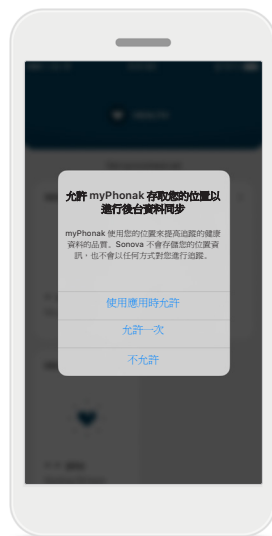 允許 myPhonak 存取您的位置以
進行後台資料同步
myPhonak 使用您的位置來提高追蹤的健康
資料的品質。Sonova 不會存儲您的位置資
訊，也不會以任何方式對您進行追蹤。
使用應用時允許
允許一次
不允許